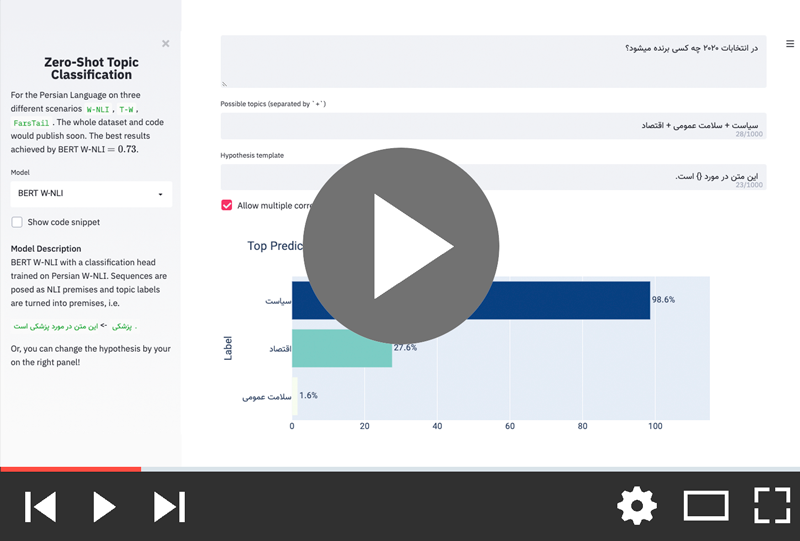 ×
Zero-Shot Topic
Classification
For the Persian Language on three
different scenarios W-NLI, T-W,
FarsTail. The whole dataset and code
would publish soon. The best results
achieved by BERT W-NLI = 0.73.
Model
BERT W-NLI
Show code snippet
Model Description
BERT W-NLI with a classification head
trained on Persian W-NLI. Sequences are
posed as NLI premises and topic labels
are turned into premises, i.e.
پزشکی -> این متن در مورد پزشکی است .
Or, you can change the hypothesis by your
on the right panel!
در انتخابات ۲۰۲۰ چه کسی برنده میشود؟
Possible topics (separated by `+`)
سیاست + سلامت عمومی + اقتصاد
28/1000
Hypothesis template
این متن در مورد {} است.
23/1000
Allow multiple
Top
Label
سیاست
98.6%
اقتصاد
27.6%
سلامت عمومی
1.6%
0 20 40 60 80 100